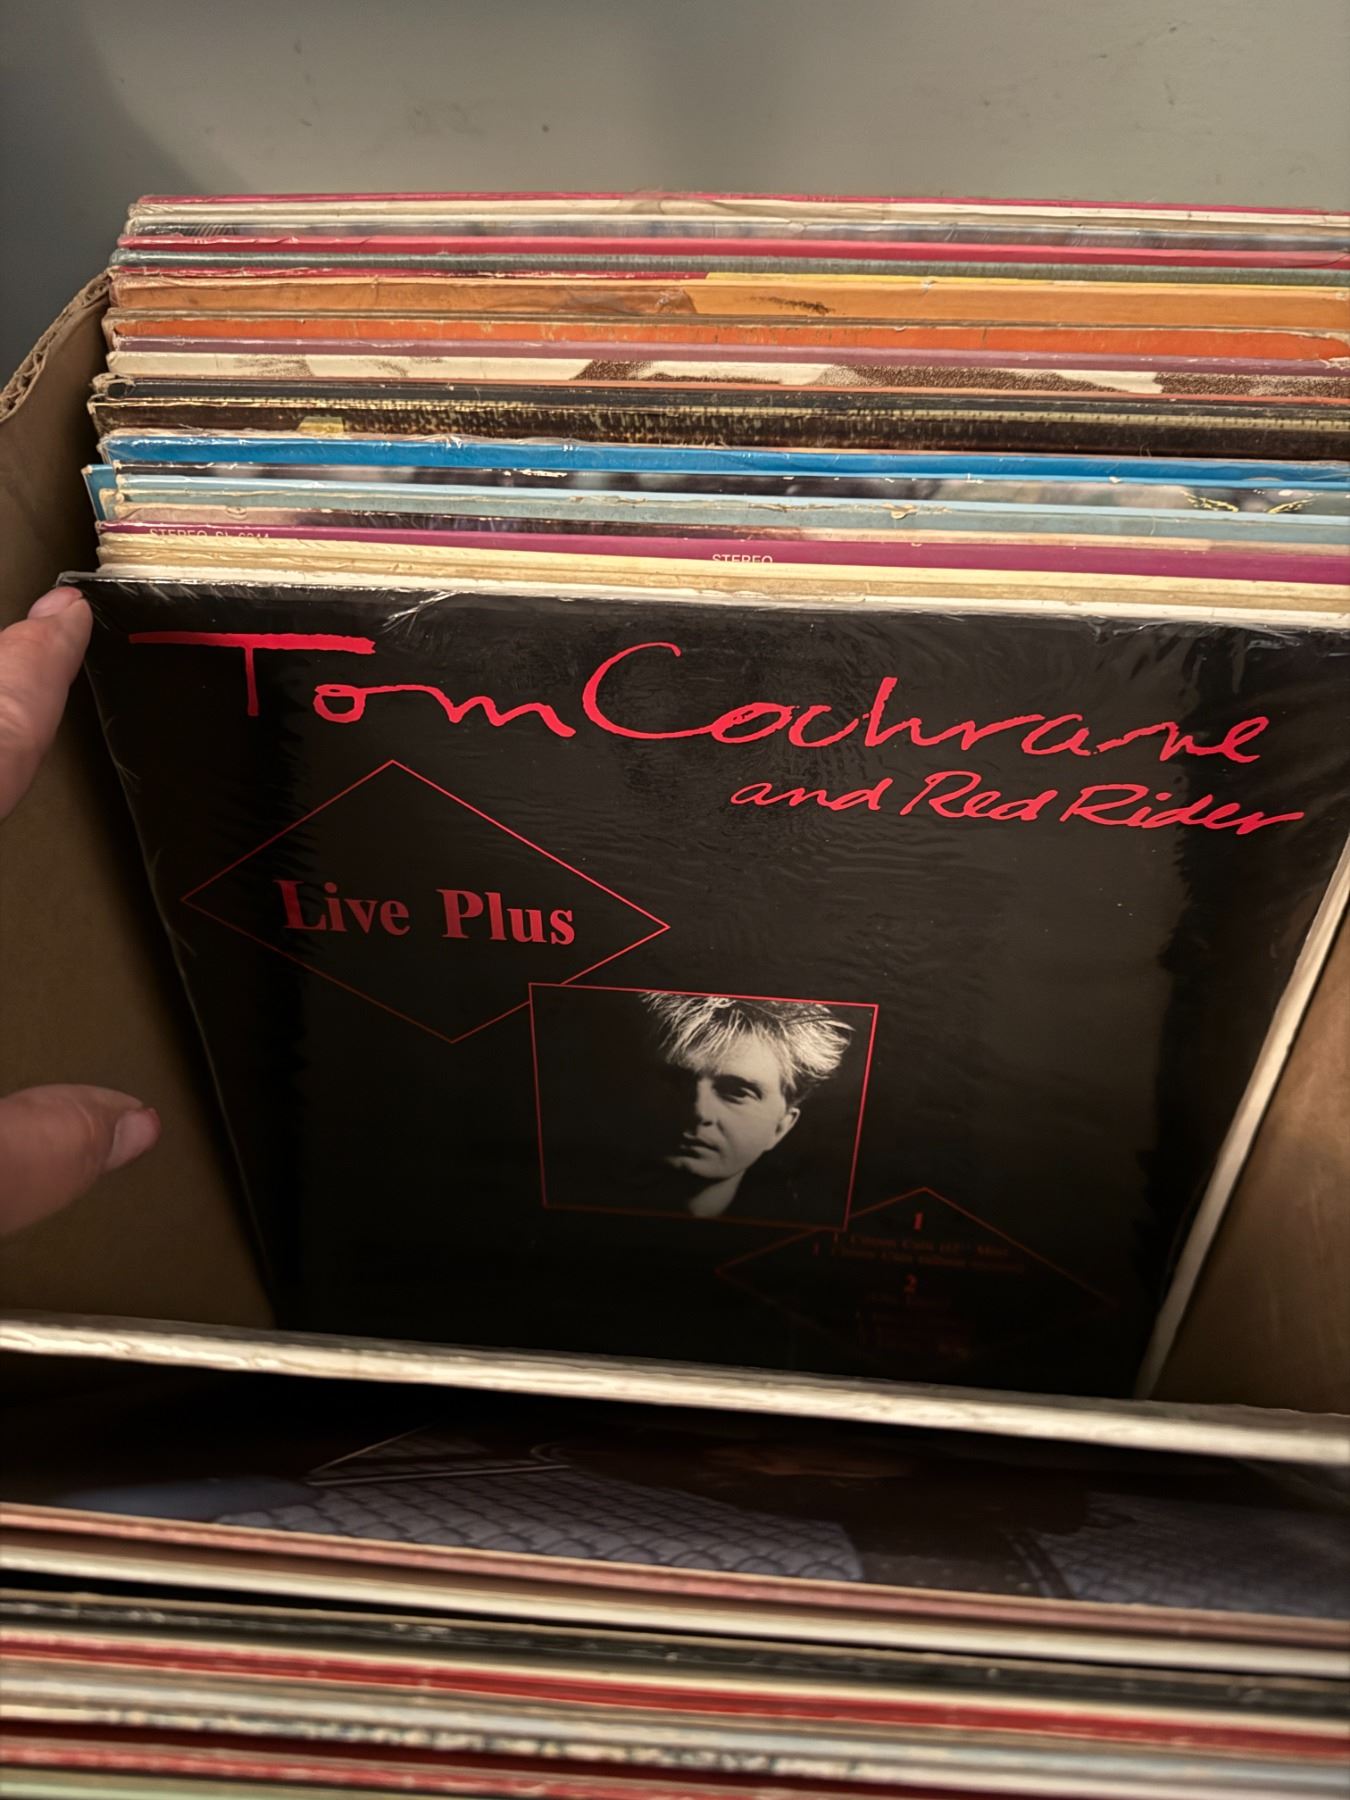 STEREO
STEREO
Tom Cochrane
and Red Rider
Live Plus
1
2